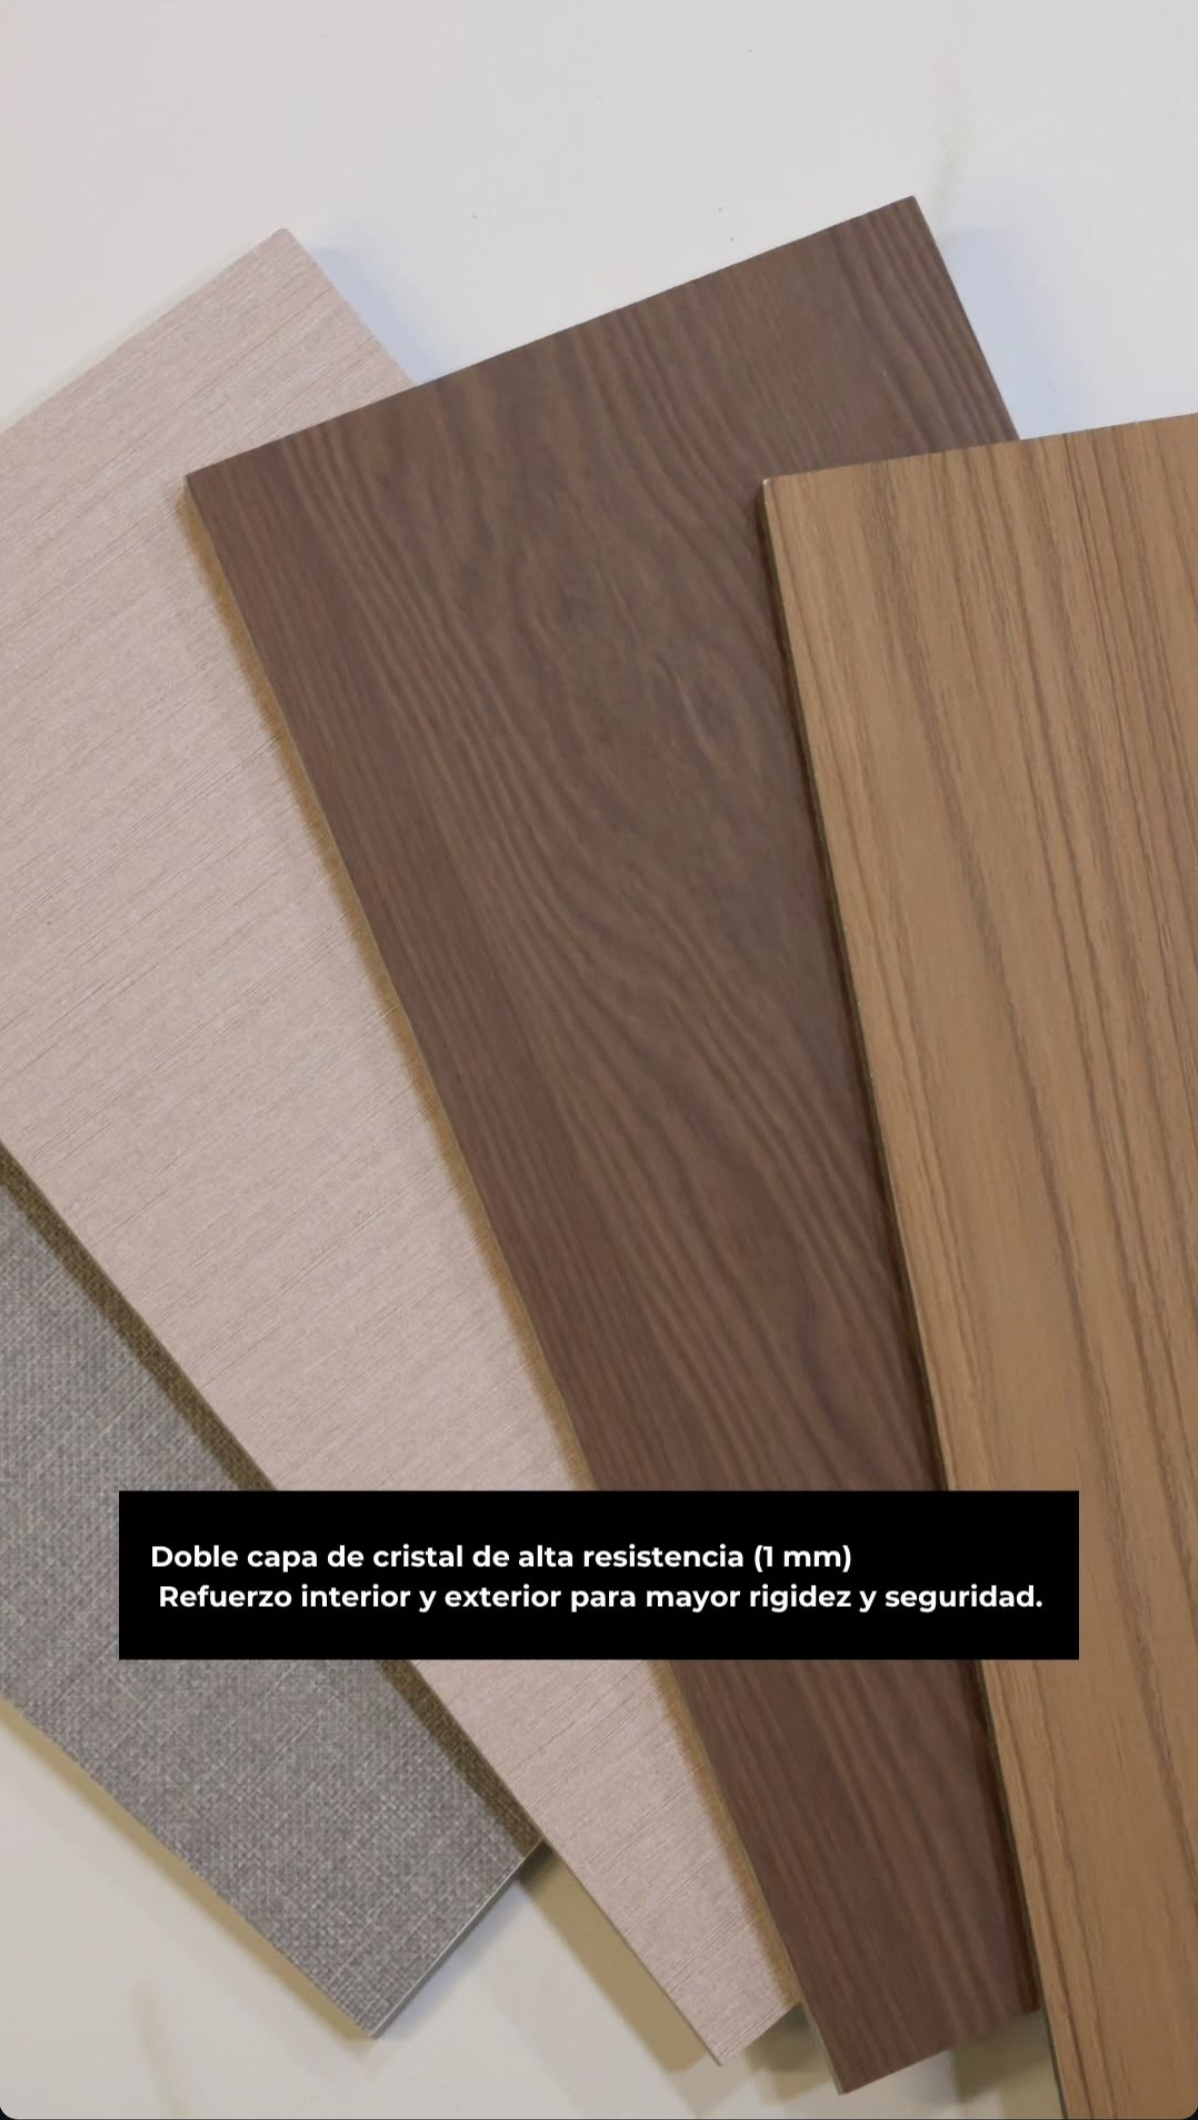 Doble capa de cristal de alta resistencia (1 mm)
Refuerzo interior y exterior para mayor rigidez y seguridad.